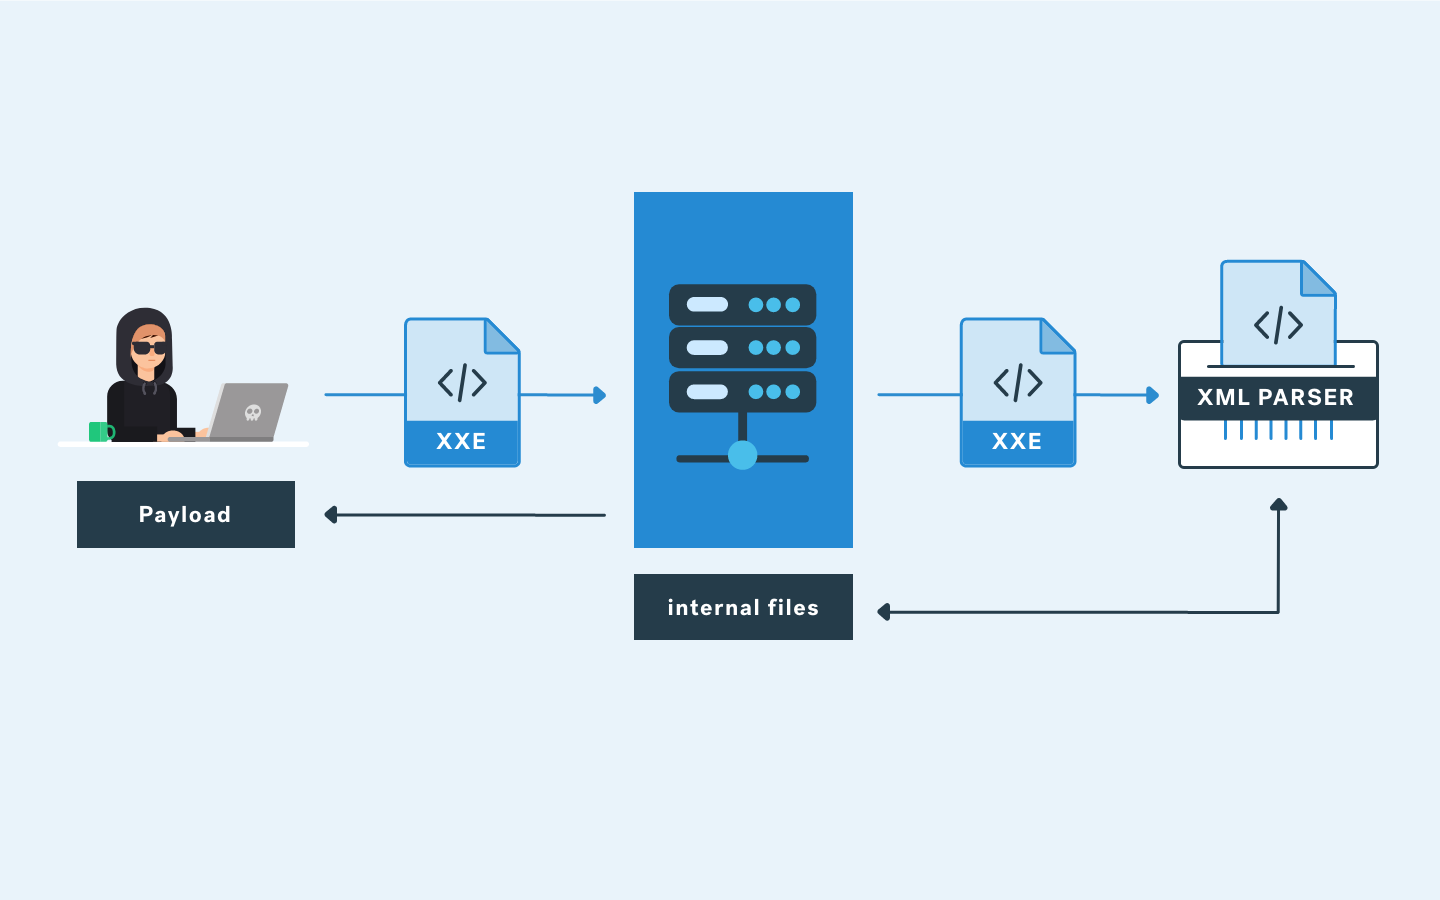 XXE
XXE
XML PARSER
Payload
internal files